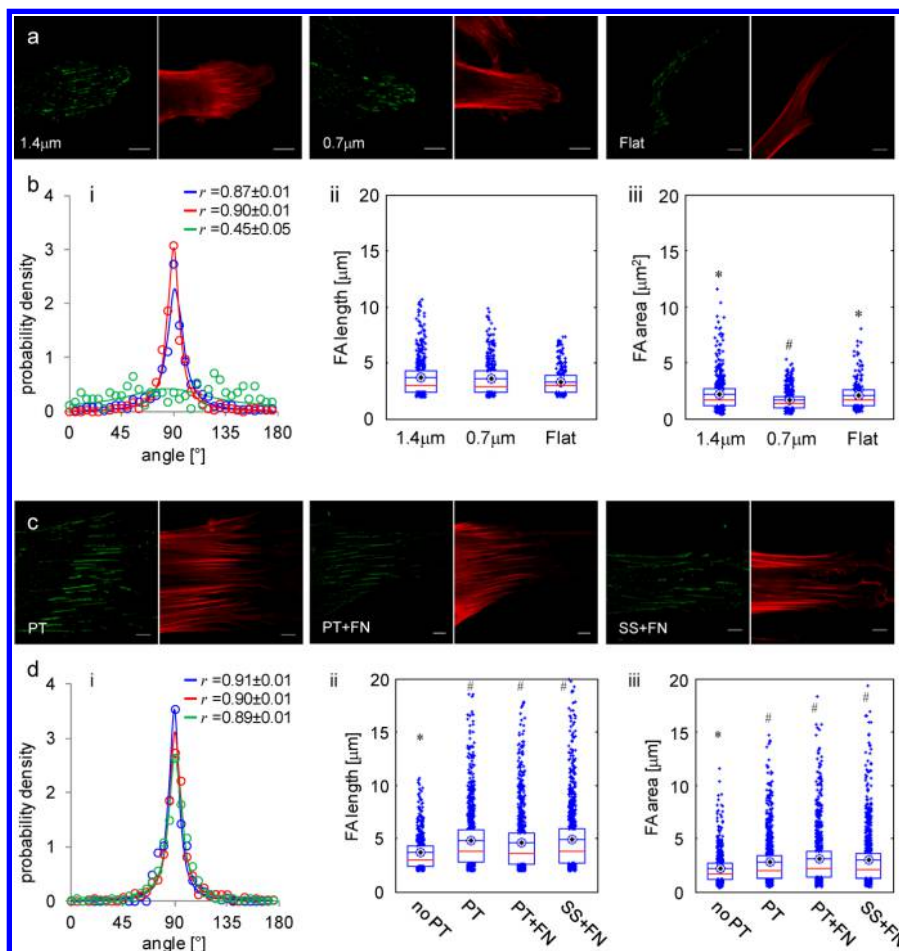 a
1.4μm
0.7μm
Flat
b
i
r =0.87±0.01
r =0.90±0.01
r =0.45±0.05
probability density
4
3
2
1
0
0 45 90 135 180
angle [°]
ii
FA length [μm]
20
15
10
5
0
1.4μm 0.7μm Flat
iii
FA area [μm²]
20
15
10
5
0
*
#
*
1.4μm 0.7μm Flat
c
PT
PT+FN
SS+FN
d
i
r =0.91±0.01
r =0.90±0.01
r =0.89±0.01
probability density
4
3
2
1
0
0 45 90 135 180
angle [°]
ii
FA length [μm]
20
15
10
5
0
*
#
#
#
no PT PT PT+FN SS+FN
iii
FA area [μm]
20
15
10
5
0
*
#
#
#
no PT PT PT+FN SS+FN